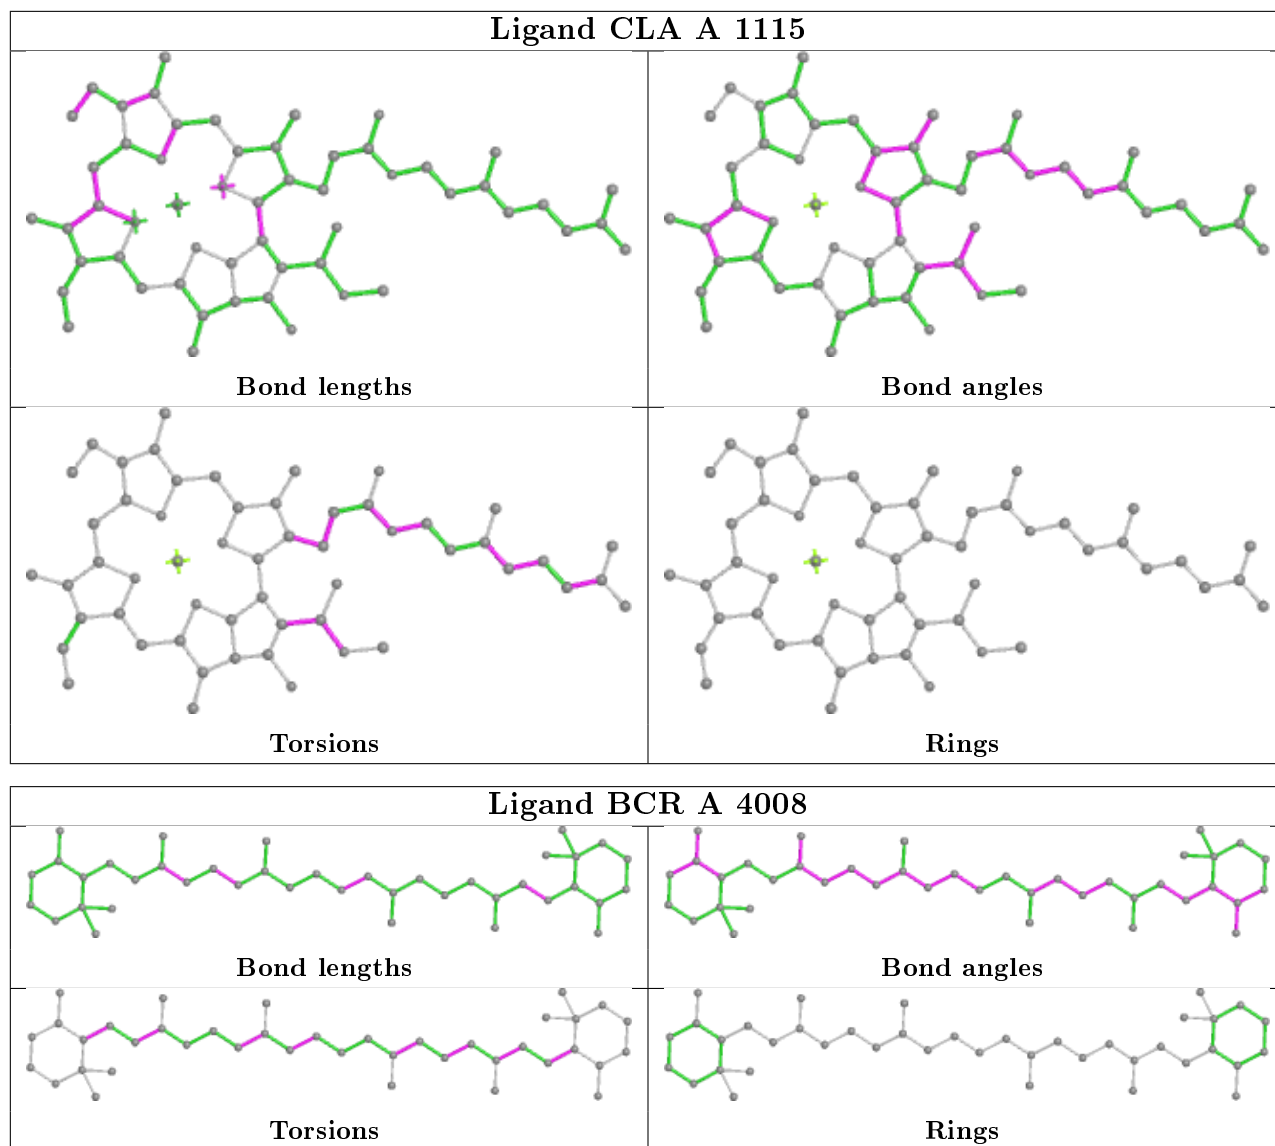 Ligand CLA A 1115
Bond lengths
Bond angles
Torsions
Rings
Ligand BCR A 4008
Bond lengths
Bond angles
Torsions
Rings